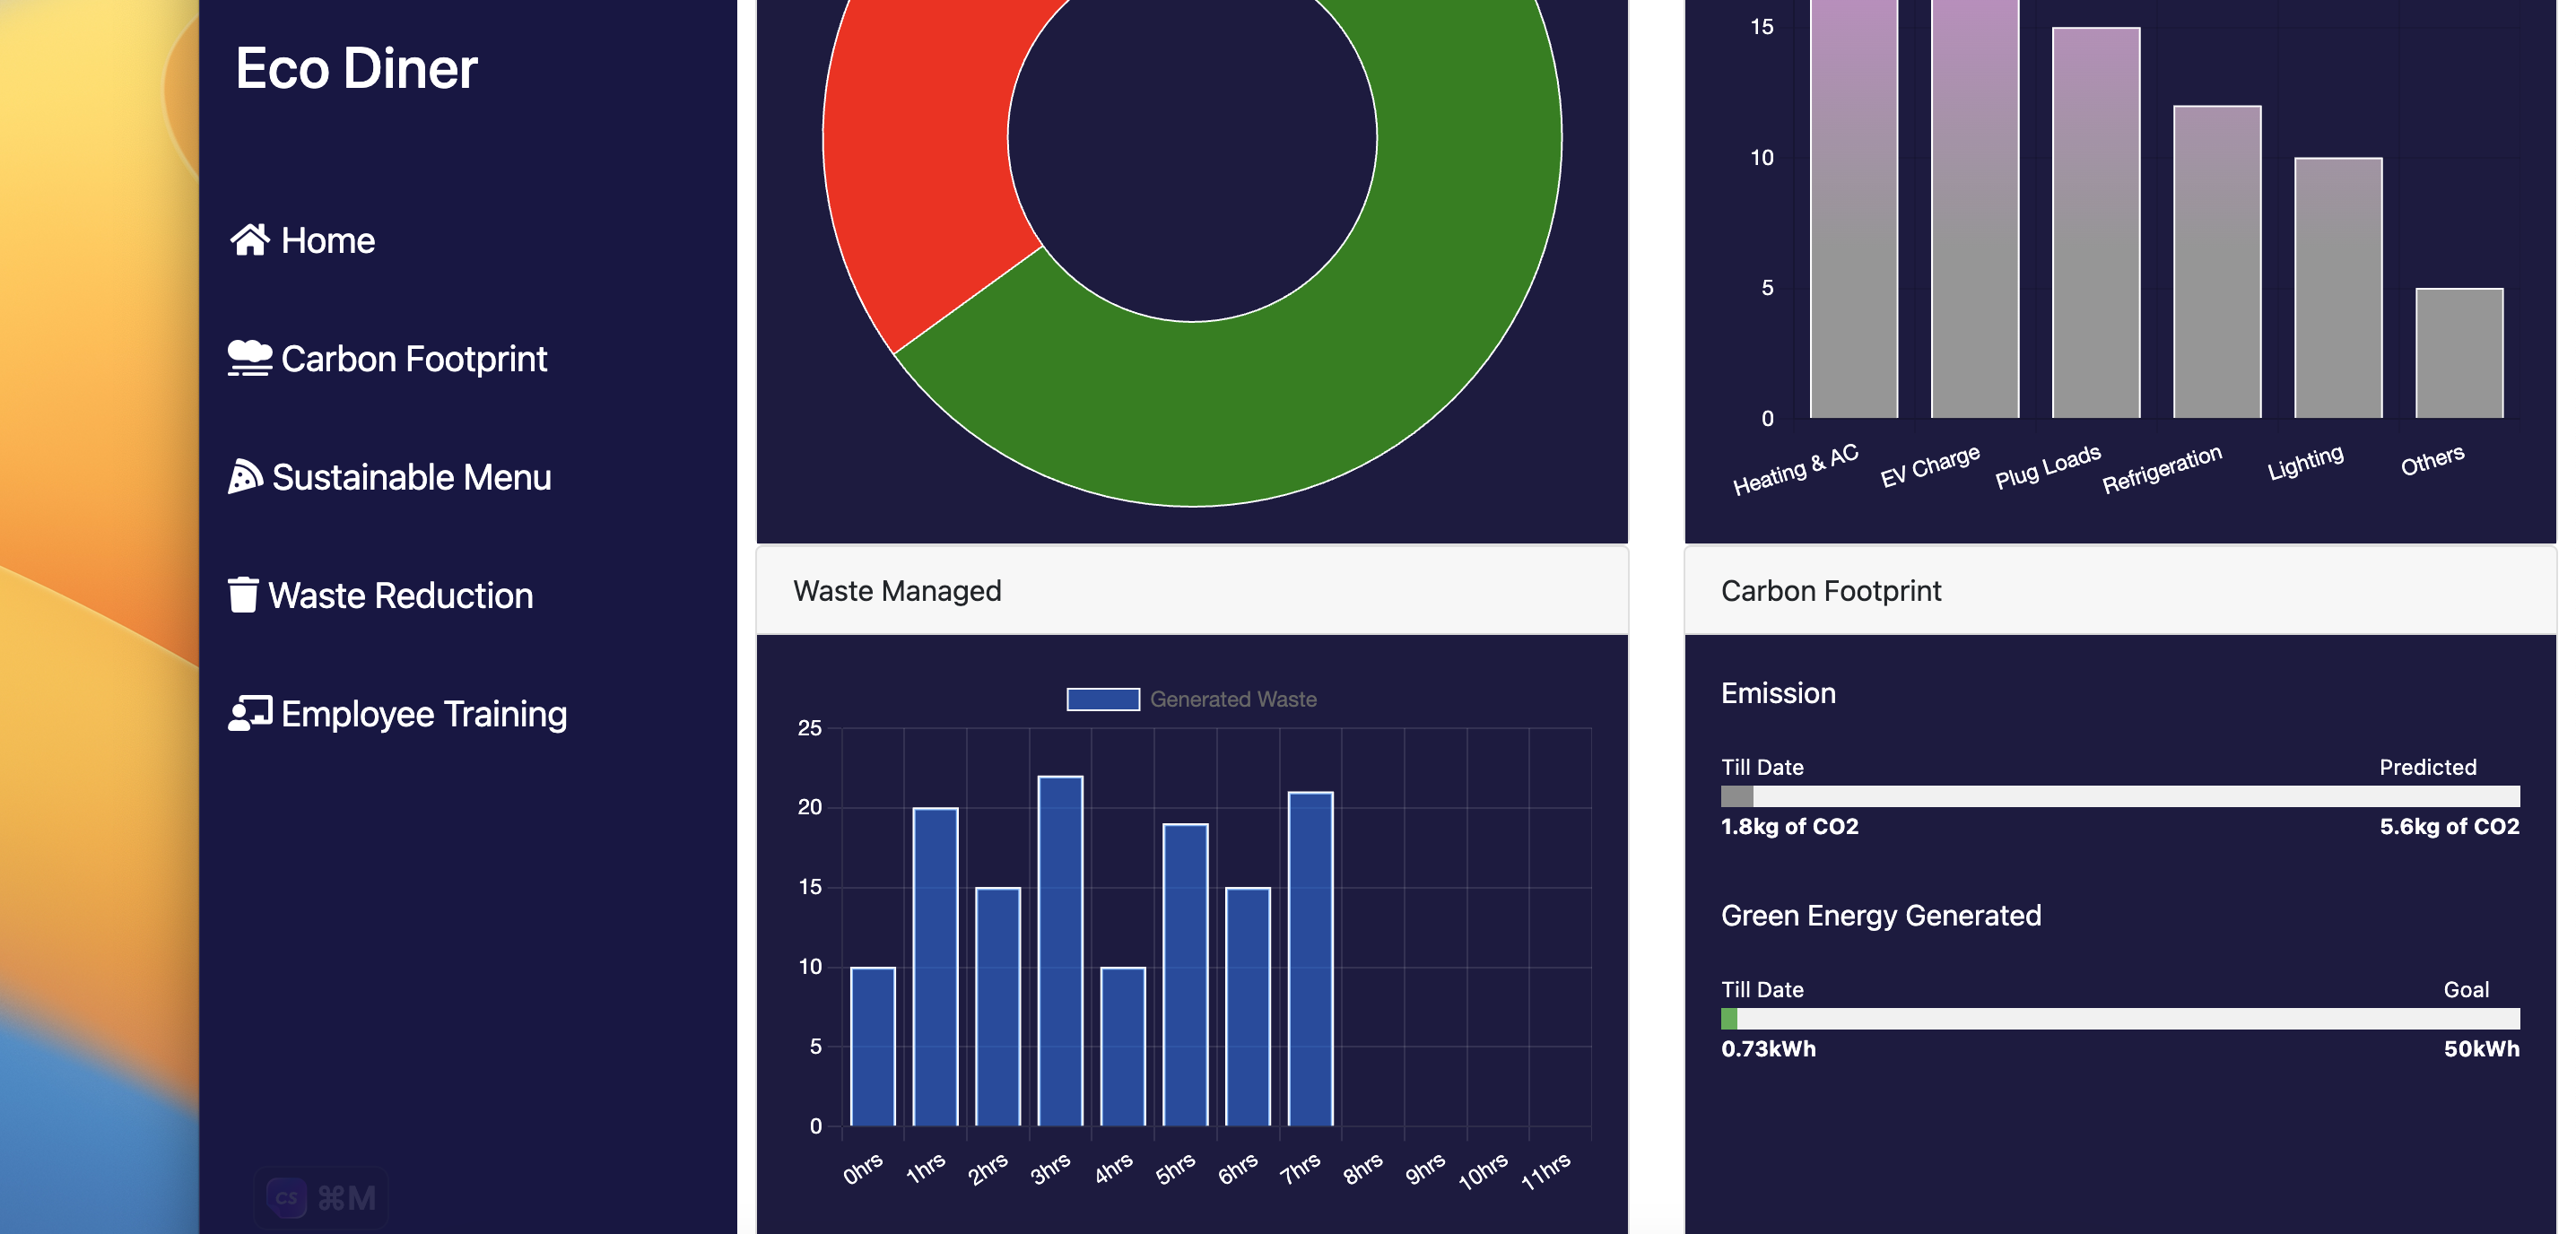 Eco Diner
Home
Carbon Footprint
Sustainable Menu
Waste Reduction
Employee Training
CS ⌘M
15
10
5
0
Heating & AC
EV Charge
Plug Loads
Refrigeration
Lighting
Others
Waste Managed
Generated Waste
25
20
15
10
5
0
0hrs
1hrs
2hrs
3hrs
4hrs
5hrs
6hrs
7hrs
8hrs
9hrs
10hrs
11hrs
Carbon Footprint
Emission
Till Date Predicted
1.8kg of CO2 5.6kg of CO2
Green Energy Generated
Till Date Goal
0.73kWh 50kWh